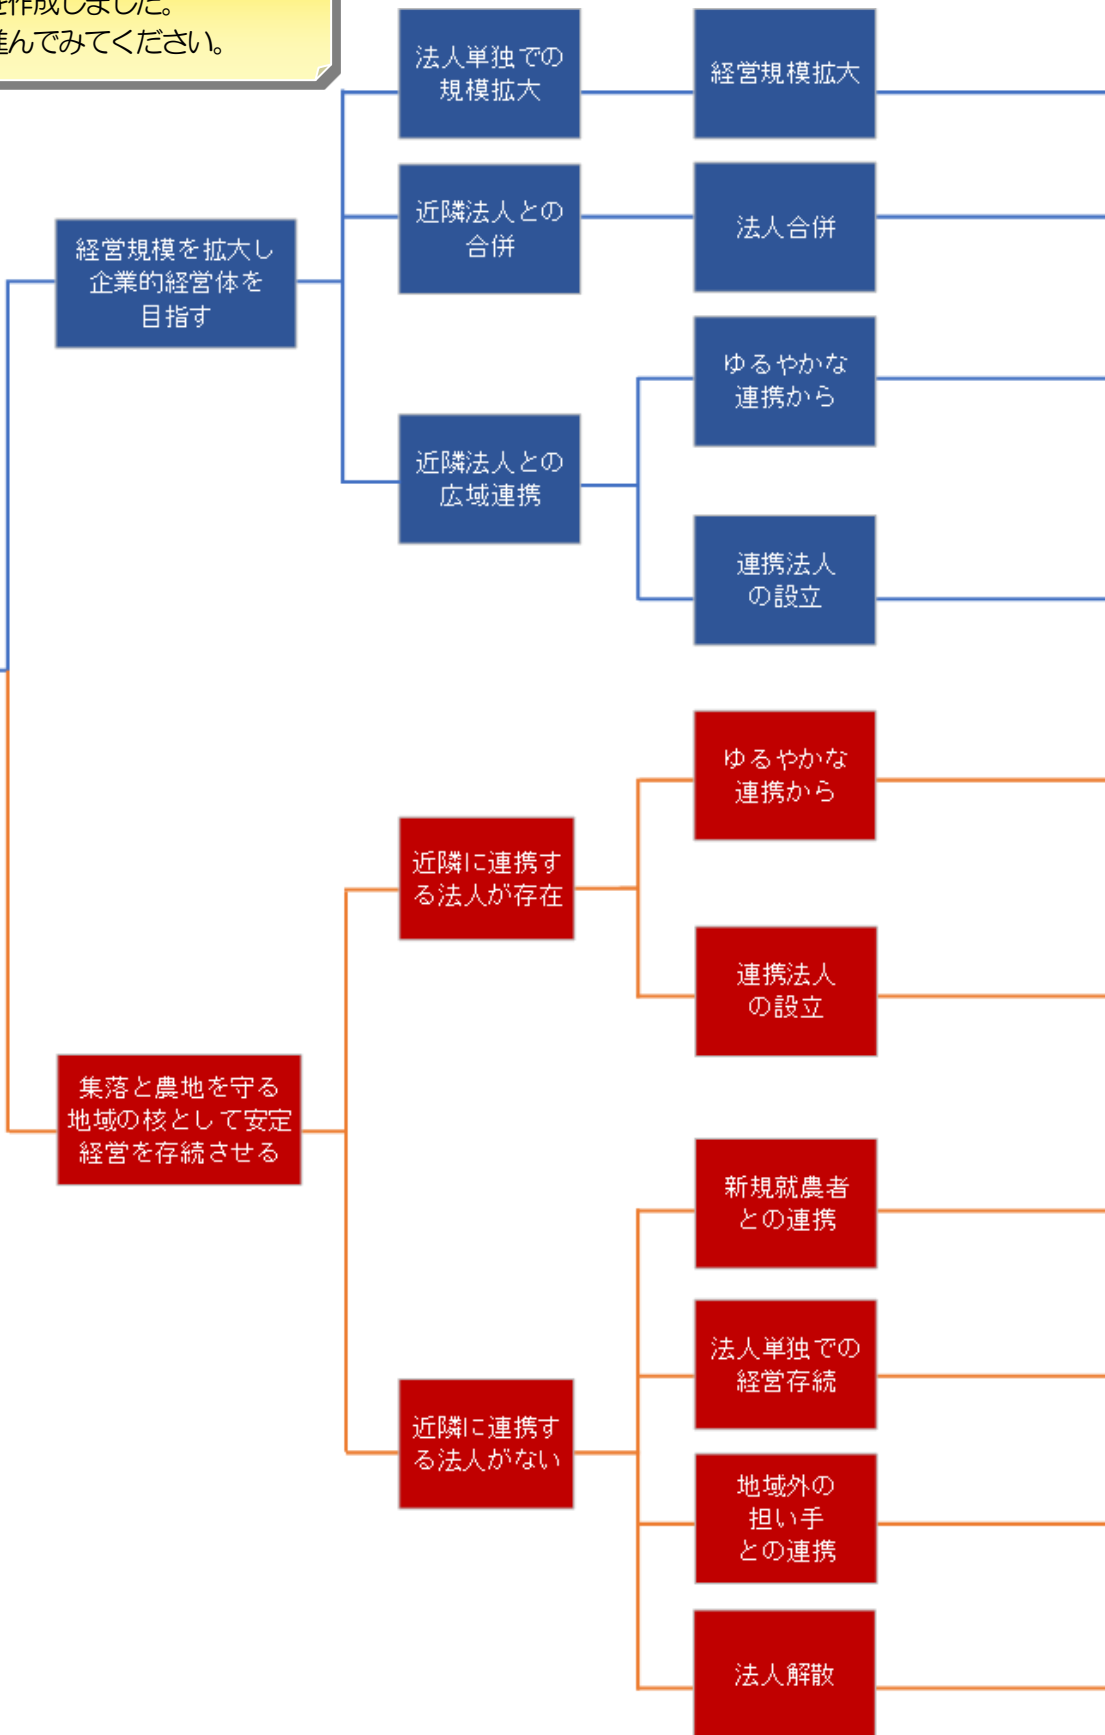 を作成しました。
進んでみてください。
法人単独での
規模拡大
経営規模拡大
近隣法人との
合併
法人合併
経営規模を拡大し
企業的経営体を
目指す
ゆるやかな
連携から
近隣法人との
広域連携
連携法人
の設立
ゆるやかな
連携から
近隣に連携す
る法人が存在
連携法人
の設立
集落と農地を守る
地域の核として安定
経営を存続させる
新規就農者
との連携
法人単独での
経営存続
近隣に連携す
る法人がない
地域外の
担い手
との連携
法人解散